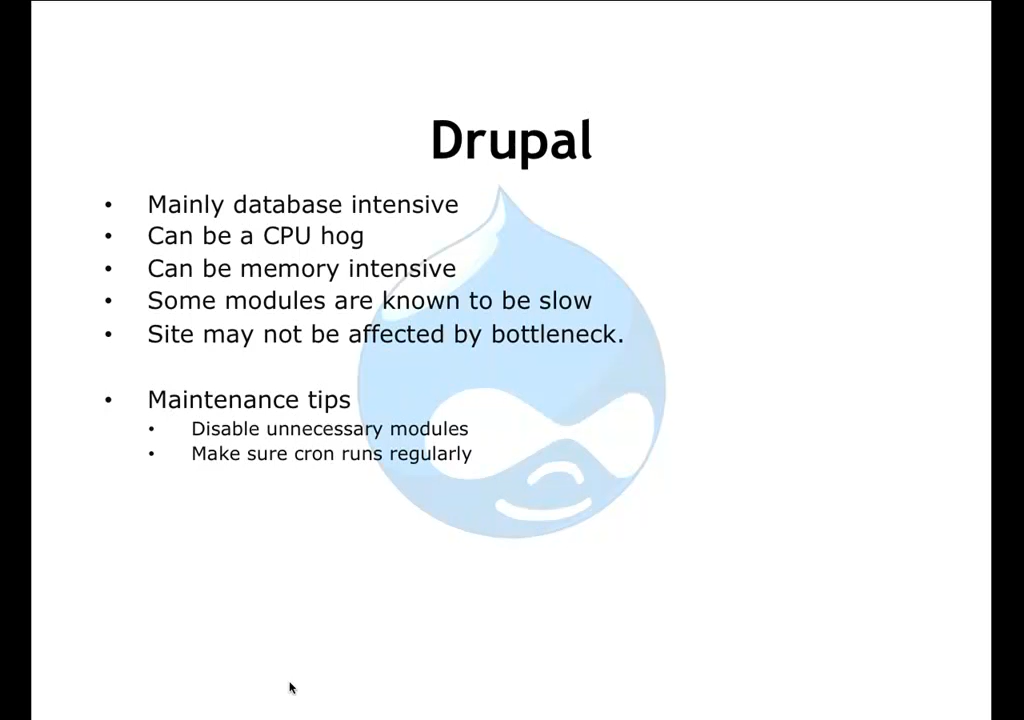 Drupal
• Mainly database intensive
• Can be a CPU hog
• Can be memory intensive
• Some modules are known to be slow
• Site may not be affected by bottleneck.
• Maintenance tips
• Disable unnecessary modules
• Make sure cron runs regularly